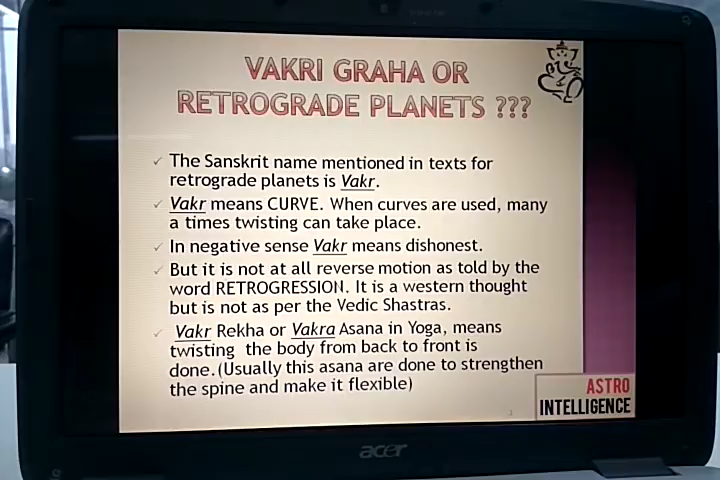 VAKRI GRAHA OR
RETROGRADE PLANETS ???
The Sanskrit name mentioned in texts for
retrograde planets is Vakr.
Vakr means CURVE. When curves are used, many
a times twisting can take place.
In negative sense Vakr means dishonest.
But it is not at all reverse motion as told by the
word RETROGRESSION. It is a western thought
but is not as per the Vedic Shastras.
Vakr Rekha or Vakra Asana in Yoga, means
twisting the body from back to front is
done.(Usually this asana are done to strengthen
the spine and make it flexible)
ASTRO
INTELLIGENCE
acer